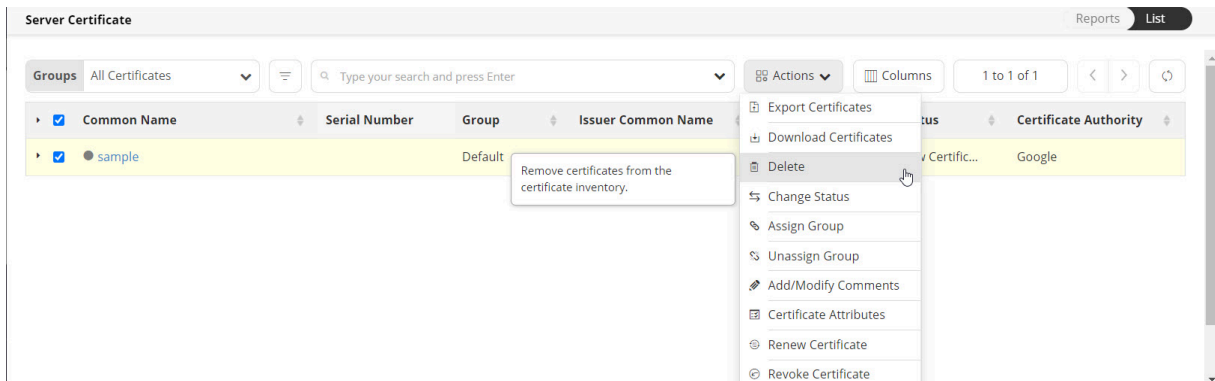 Server Certificate
Reports List
Groups All Certificates Type your search and press Enter Actions Columns 1 to 1 of 1
Common Name Serial Number Group Issuer Common Name tus Certificate Authority
sample Default v Certific... Google
Remove certificates from the
certificate inventory.
Export Certificates
Download Certificates
Delete
Change Status
Assign Group
Unassign Group
Add/Modify Comments
Certificate Attributes
Renew Certificate
Revoke Certificate